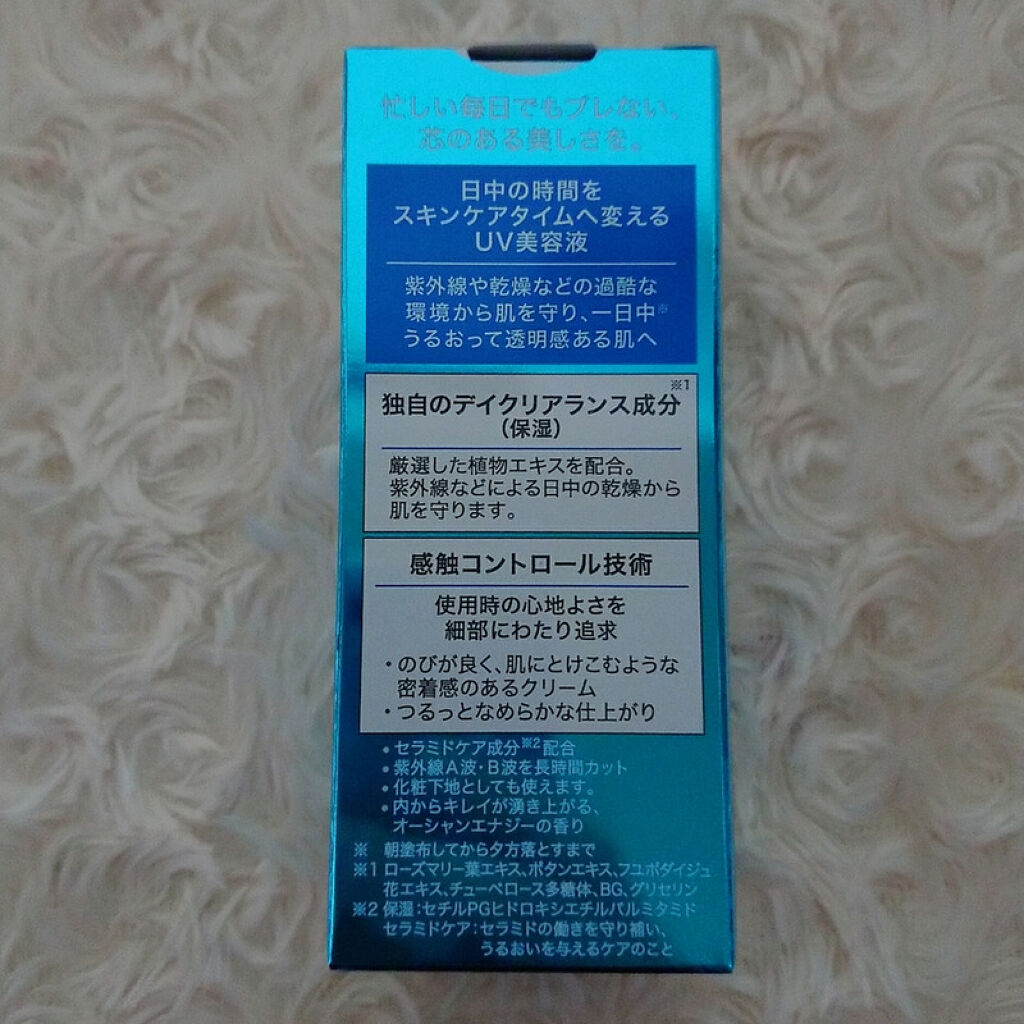 忙しい毎日でもブレない、
芯のある美しさを。
日中の時間を
スキンケアタイムへ変える
UV美容液
紫外線や乾燥などの過酷な
環境から肌を守り、一日中※
うるおって透明感ある肌へ
独自のデイクリアランス成分※1
（保湿）
厳選した植物エキスを配合。
紫外線などによる日中の乾燥から
肌を守ります。
感触コントロール技術
使用時の心地よさを
細部にわたり追求
・のびが良く、肌にとけこむような
密着感のあるクリーム
・つるっとなめらかな仕上がり
•セラミドケア成分※2配合
•紫外線A波・B波を長時間カット
•化粧下地としても使えます。
•内からキレイが湧き上がる、
オーシャンエナジーの香り
※ 朝塗布してから夕方落とすまで
※1 ローズマリー葉エキス、ボタンエキス、フユボダイジュ
花エキス、チューベロース多糖体、BG、グリセリン
※2 保湿：セチルPGヒドロキシエチルパルミタミド
セラミドケア：セラミドの働きを守り補い、
うるおいを与えるケアのこと